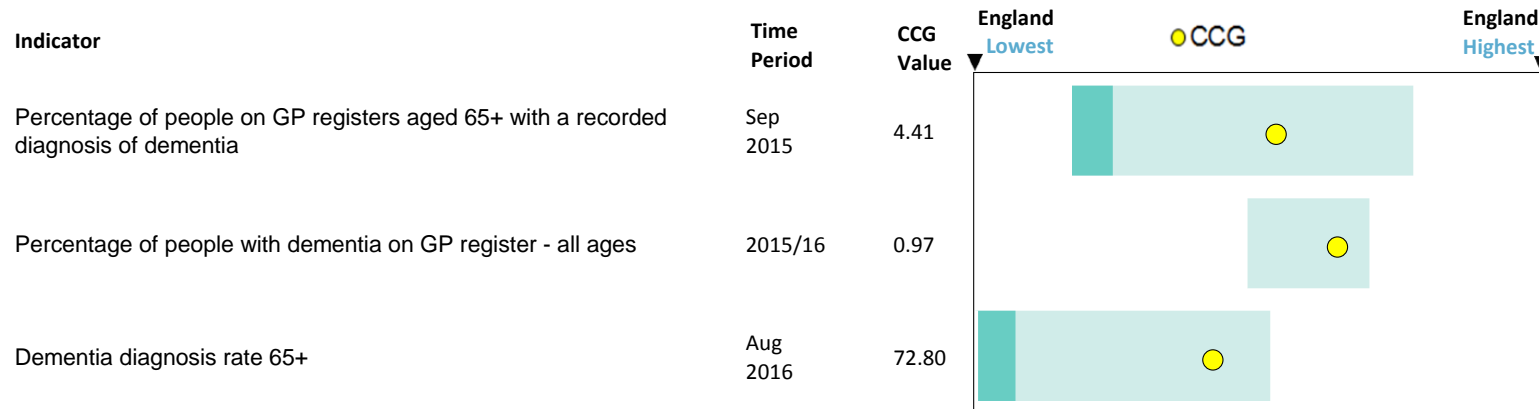 Indicator
Time Period
CCG Value
England Lowest
CCG
England Highest
Percentage of people on GP registers aged 65+ with a recorded
diagnosis of dementia
Sep 2015
4.41
Percentage of people with dementia on GP register - all ages
2015/16
0.97
Dementia diagnosis rate 65+
Aug 2016
72.80